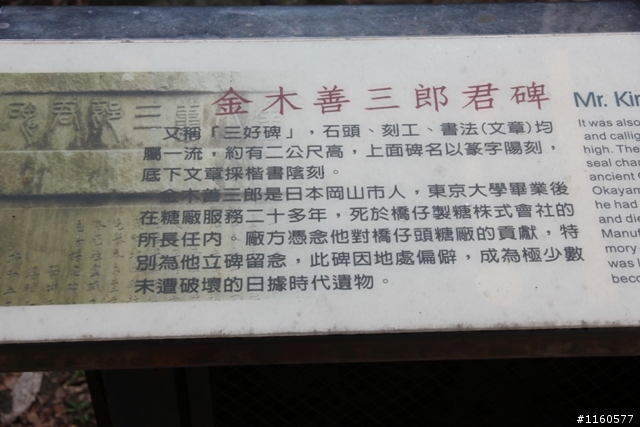 金木善三郎君碑
又稱「三好碑」，石頭、刻工、書法(文章)均
屬一流，約有二公尺高，上面碑名以篆字陽刻，
底下文章採楷書陰刻。
金木善三郎是日本岡山市人，東京大學畢業後
在糖廠服務二十多年，死於橋仔製糖株式會社的
所長任內。廠方憑念他對橋仔頭糖廠的貢獻，特
別為他立碑留念，此碑因地處偏僻，成為極少數
未遭破壞的日據時代遺物。
Mr. Kin
It was also
and callig
high. The
seal chara
ancient C
Okayam
he had
and die
Manuf
mory
was l
beco
#1160577